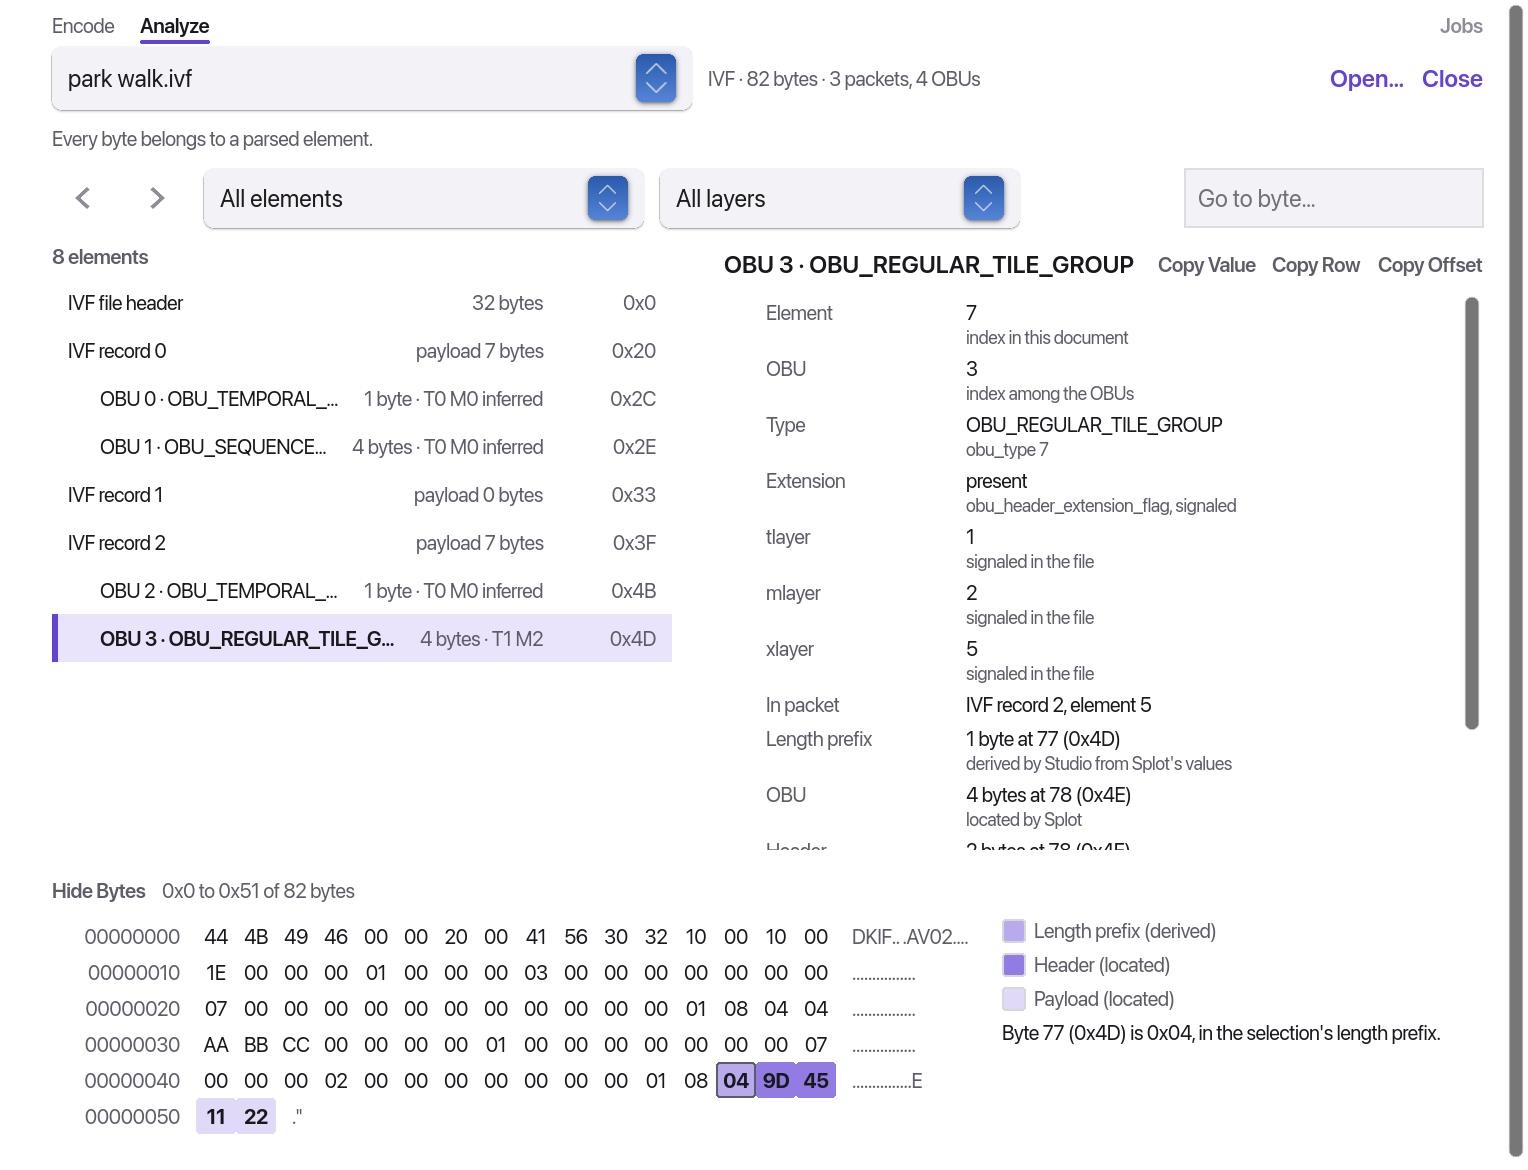 Encode Analyze Jobs
park walk.ivf IVF · 82 bytes · 3 packets, 4 OBUs Open... Close
Every byte belongs to a parsed element.
All elements All layers Go to byte...
8 elements
IVF file header 32 bytes 0x0
IVF record 0 payload 7 bytes 0x20
OBU 0 · OBU_TEMPORAL_... 1 byte · T0 M0 inferred 0x2C
OBU 1 · OBU_SEQUENCE... 4 bytes · T0 M0 inferred 0x2E
IVF record 1 payload 0 bytes 0x33
IVF record 2 payload 7 bytes 0x3F
OBU 2 · OBU_TEMPORAL_... 1 byte · T0 M0 inferred 0x4B
OBU 3 · OBU_REGULAR_TILE_G... 4 bytes · T1 M2 0x4D
OBU 3 · OBU_REGULAR_TILE_GROUP Copy Value Copy Row Copy Offset
Element 7
index in this document
OBU 3
index among the OBUs
Type OBU_REGULAR_TILE_GROUP
obu_type 7
Extension present
obu_header_extension_flag, signaled
tlayer 1
signaled in the file
mlayer 2
signaled in the file
xlayer 5
signaled in the file
In packet IVF record 2, element 5
Length prefix 1 byte at 77 (0x4D)
derived by Studio from Splot's values
OBU 4 bytes at 78 (0x4E)
located by Splot
Header 2 bytes at 78 (0x4E)
Hide Bytes 0x0 to 0x51 of 82 bytes
00000000 44 4B 49 46 00 00 20 00 41 56 30 32 10 00 10 00 DKIF.. .AV02....
00000010 1E 00 00 00 01 00 00 00 03 00 00 00 00 00 00 00 ................
00000020 07 00 00 00 00 00 00 00 00 00 00 00 01 08 04 04 ................
00000030 AA BB CC 00 00 00 00 01 00 00 00 00 00 00 00 07 ................
00000040 00 00 00 02 00 00 00 00 00 00 00 01 08 04 9D 45 ...............E
00000050 11 22 ."
Length prefix (derived)
Header (located)
Payload (located)
Byte 77 (0x4D) is 0x04, in the selection's length prefix.